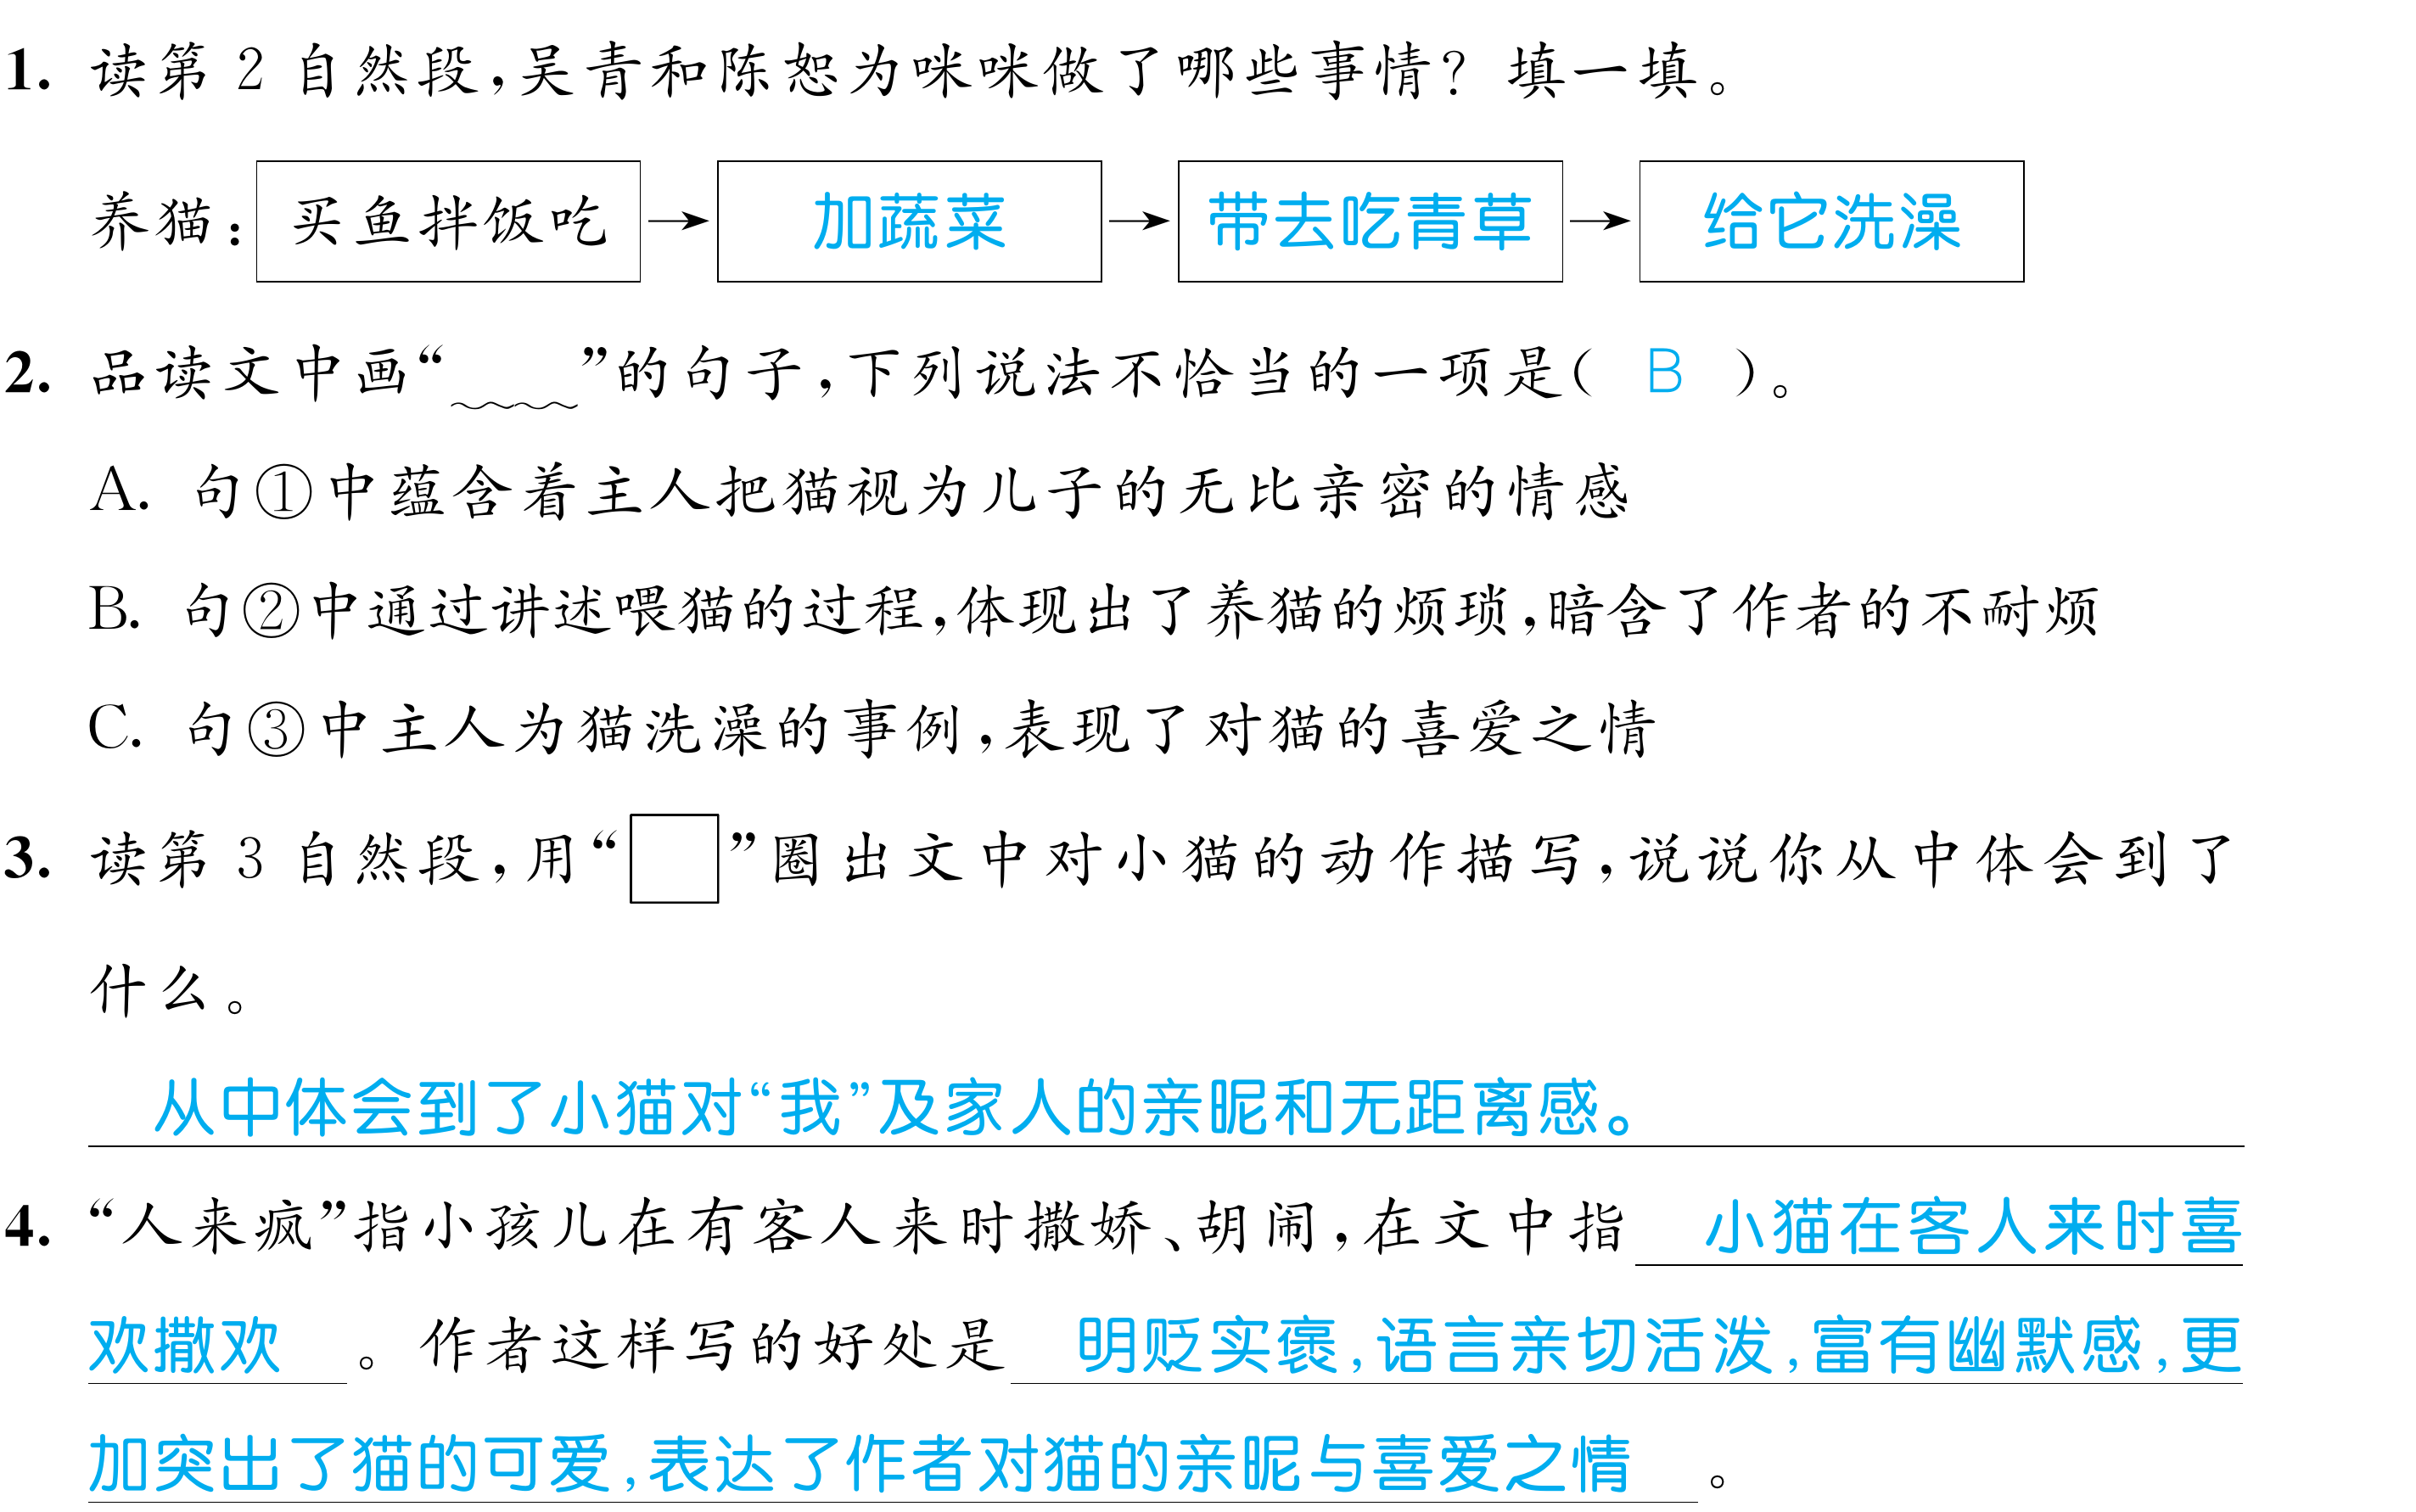 1. 读第 2 自然段,吴青和陈恕为咪咪做了哪些事情? 填一填。
养猫: 买鱼拌饭吃 → 加蔬菜 → 带去吃青草 → 给它洗澡
2. 品读文中画“﹏﹏”的句子,下列说法不恰当的一项是( B )。
A. 句①中蕴含着主人把猫视为儿子的无比亲密的情感
B. 句②中通过讲述喂猫的过程,体现出了养猫的烦琐,暗含了作者的不耐烦
C. 句③中主人为猫洗澡的事例,表现了对猫的喜爱之情
3. 读第 3 自然段,用“□”圈出文中对小猫的动作描写,说说你从中体会到了
什么。
从中体会到了小猫对“我”及家人的亲昵和无距离感。
4. “人来疯”指小孩儿在有客人来时撒娇、胡闹,在文中指 小猫在客人来时喜
欢撒欢 。 作者这样写的好处是 明贬实褒,语言亲切活泼,富有幽默感,更
加突出了猫的可爱,表达了作者对猫的亲昵与喜爱之情 。